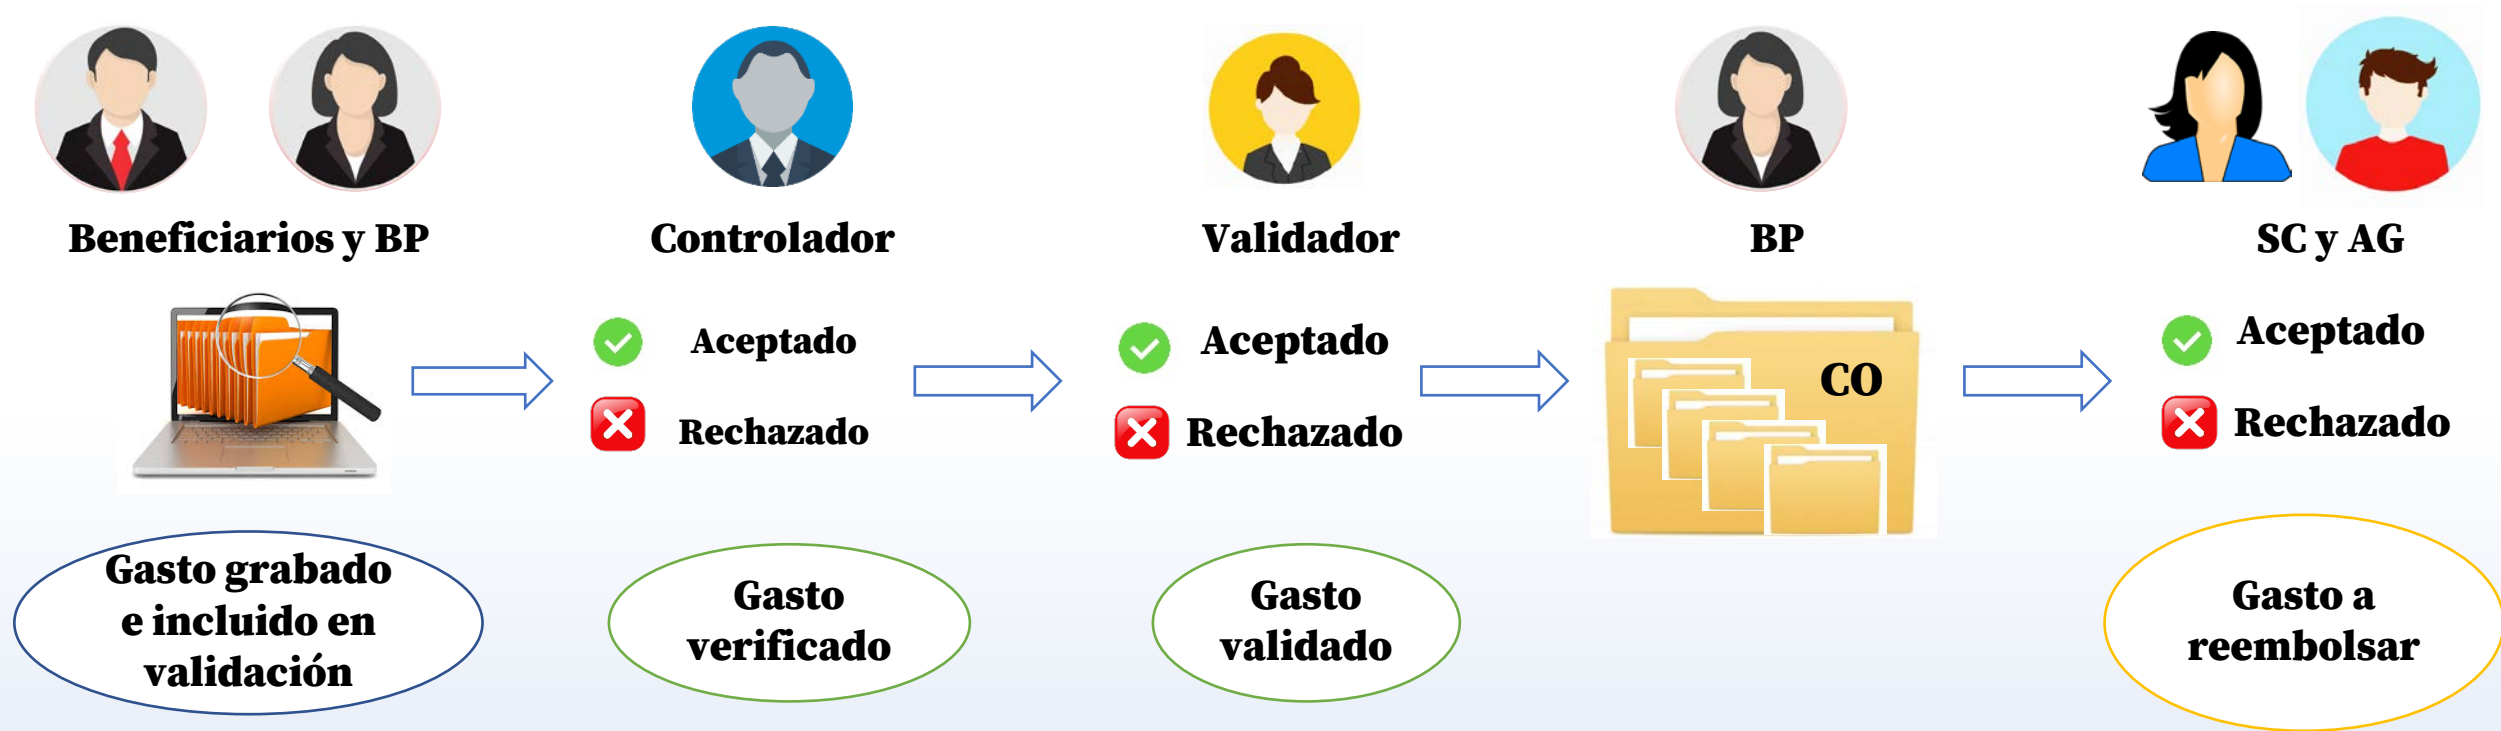 Beneficiarios y BP
Controlador
Validador
BP
SC y AG
Aceptado
Rechazado
Aceptado
Rechazado
CO
Aceptado
Rechazado
Gasto grabado
e incluido en
validación
Gasto
verificado
Gasto
validado
Gasto a
reembolsar